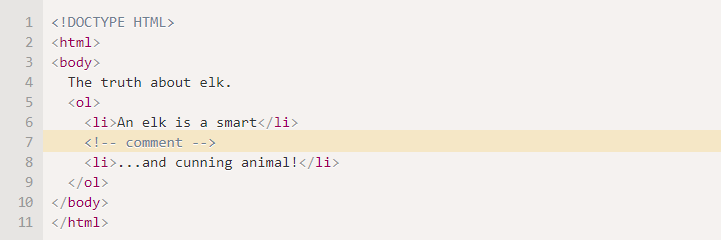 1 <!DOCTYPE HTML>
2 <html>
3 <body>
4   The truth about elk.
5   <ol>
6     <li>An elk is a smart</li>
7     <!-- comment -->
8     <li>...and cunning animal!</li>
9   </ol>
10 </body>
11 </html>